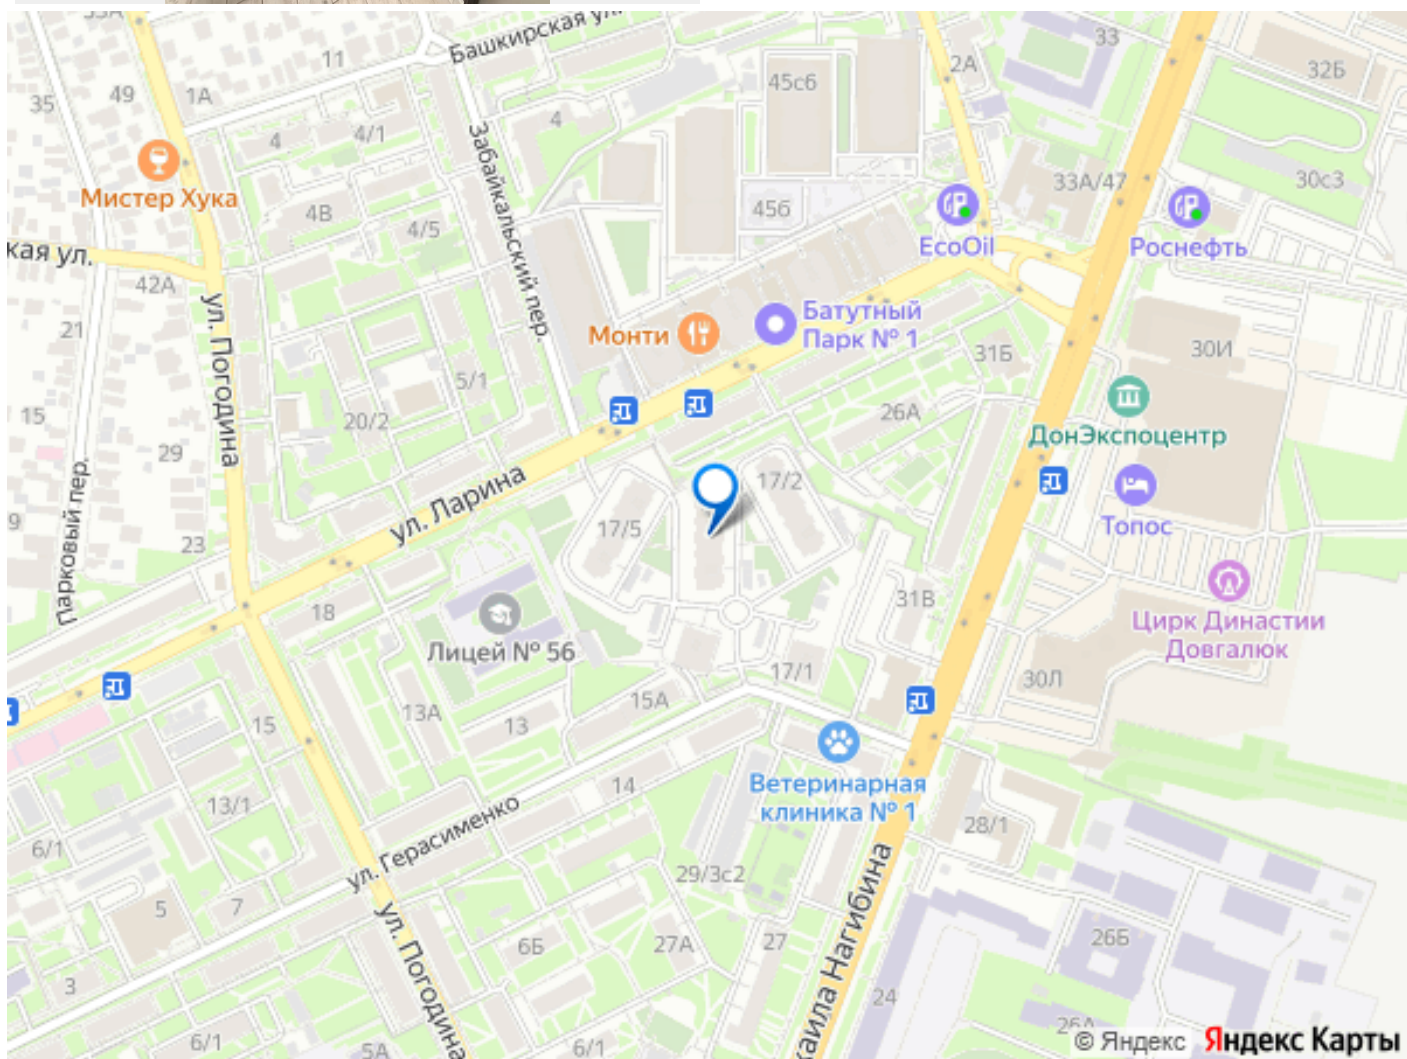 33А
Башкирская ул.
11
33
2А
32Б
45с6
35
49
1А
4
4/1
4
Забайкальский пер.
Мистер Хука
4В
4/5
45б
33А/47
30с3
EcoOil
Роснефть
кая ул.
42А
21
ул. Погодина
Монти
Батутный
Парк № 1
31Б
30И
5/1
15
20/2
26А
ДонЭкспоцентр
29
17/2
Парковый пер.
ул. Ларина
9
17/5
Топос
23
18
31В
Цирк Династии
Довгалюк
Лицей № 56
17/1
30Л
15А
13А
13
15
Ветеринарная
клиника № 1
14
13/1
28/1
ул. Герасименко
6/1
29/3с2
5
7
ул. Погодина
6Б
27А
27
хаила Нагибина
26Б
3
24
26А
6/1
5А
6/1
© Яндекс Яндекс Карты